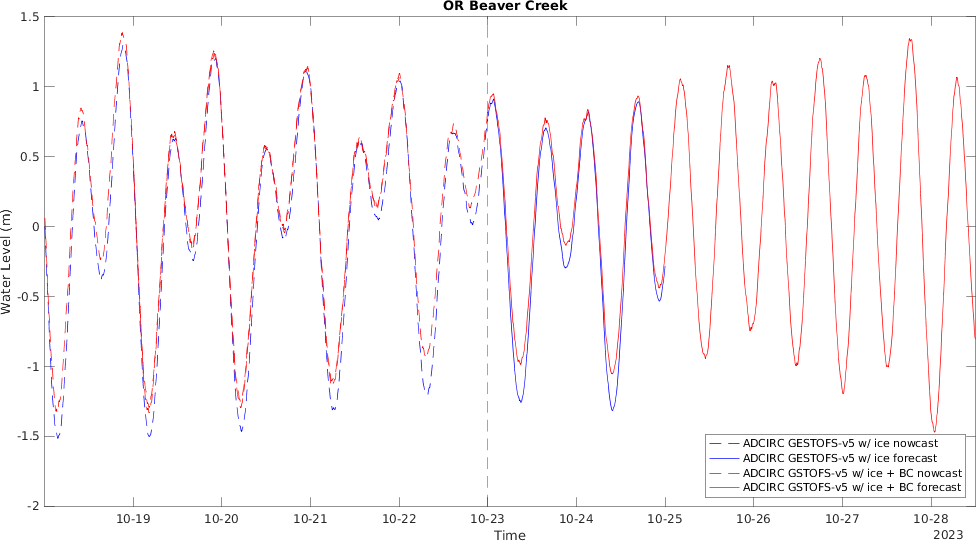 OR Beaver Creek
1.5
1
0.5
0
-0.5
-1
-1.5
-2
Water Level (m)
ADCIRC GESTOFS-v5 w/ ice nowcast
ADCIRC GESTOFS-v5 w/ ice forecast
ADCIRC GSTOFS-v5 w/ ice + BC nowcast
ADCIRC GSTOFS-v5 w/ ice + BC forecast
10-19 10-20 10-21 10-22 10-23 10-24 10-25 10-26 10-27 10-28
Time
2023